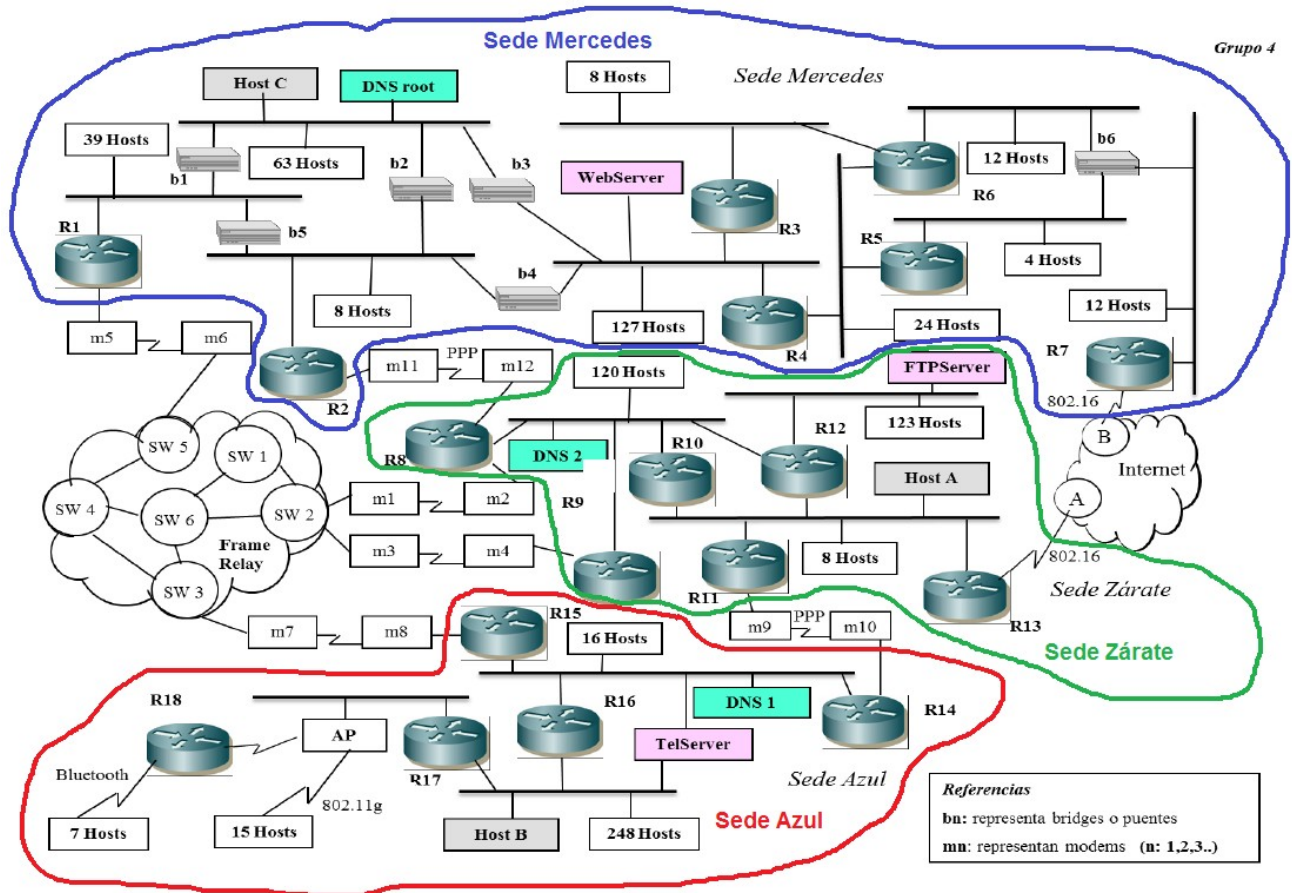 Sede Mercedes
Grupo 4
8 Hosts
Sede Mercedes
Host C
DNS root
39 Hosts
b1
63 Hosts
b2
b3
WebServer
12 Hosts
b6
R6
R1
b5
R3
R5
4 Hosts
b4
8 Hosts
127 Hosts
R4
24 Hosts
12 Hosts
m5
m6
R2
m11
PPP
m12
120 Hosts
FTPServer
R7
802.16
123 Hosts
B
Internet
A
SW 5
SW 1
R8
DNS 2
R10
R12
Host A
SW 4
SW 6
SW 2
m1
m2
R9
Frame
Relay
m3
m4
8 Hosts
802.16
SW 3
R11
R13
Sede Zárate
Sede Zárate
m7
m8
R15
16 Hosts
m9
PPP
m10
R18
R16
DNS 1
R14
AP
TelServer
Bluetooth
R17
Sede Azul
802.11g
7 Hosts
15 Hosts
Host B
248 Hosts
Sede Azul
Referencias
bn: representa bridges o puentes
mn: representan modems (n: 1,2,3..)